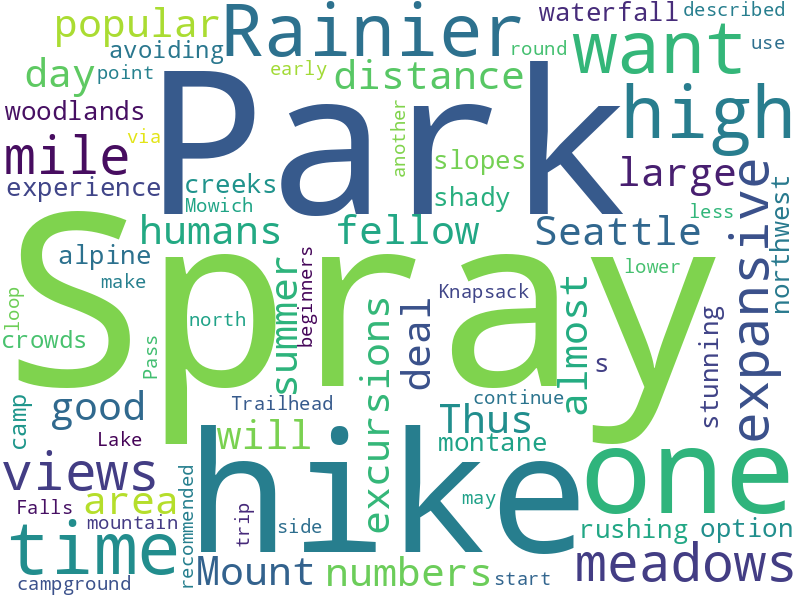 waterfall
described
popular
Rainier
want
avoiding
round
use
day
point
early
distance
Park
high
woodlands
via
another
mile
slopes
large
experience
creeks
shady
expansive
northwest
Mowich
less
humans
fellow
Seattle
Spray
alpine
summer
beginners
lower
make
loop
north
excursions
deal
Knapsack
almost
stunning
crowds
Pass
s
camp
good
Trailhead
continue
Thus
Lake
will
montane
views
hike
one
Falls
area
mountain
recommended
trip
side
may
rushing
option
time
Mount
numbers
start
meadows
campground